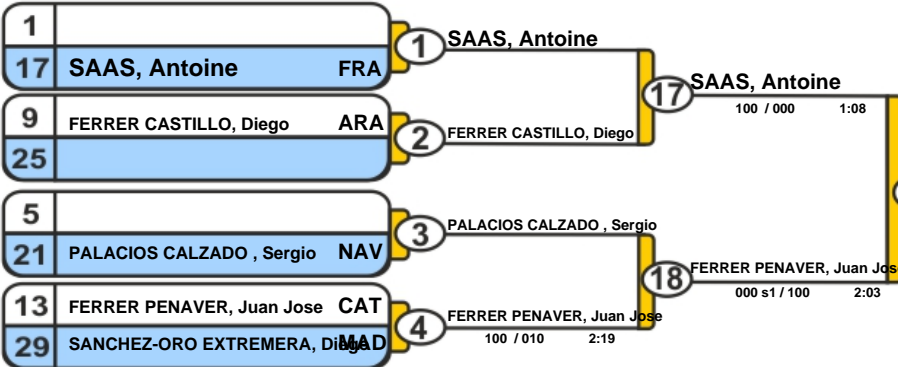 1
17 SAAS, Antoine FRA
1 SAAS, Antoine
9 FERRER CASTILLO, Diego ARA
25
2 FERRER CASTILLO, Diego
17 SAAS, Antoine
100 / 000 1:08
5
21 PALACIOS CALZADO , Sergio NAV
3 PALACIOS CALZADO , Sergio
13 FERRER PENAVER, Juan Jose CAT
29 SANCHEZ-ORO EXTREMERA, Diego MAD
4 FERRER PENAVER, Juan Jose
100 / 010 2:19
18 FERRER PENAVER, Juan Jos
000 s1 / 100 2:03